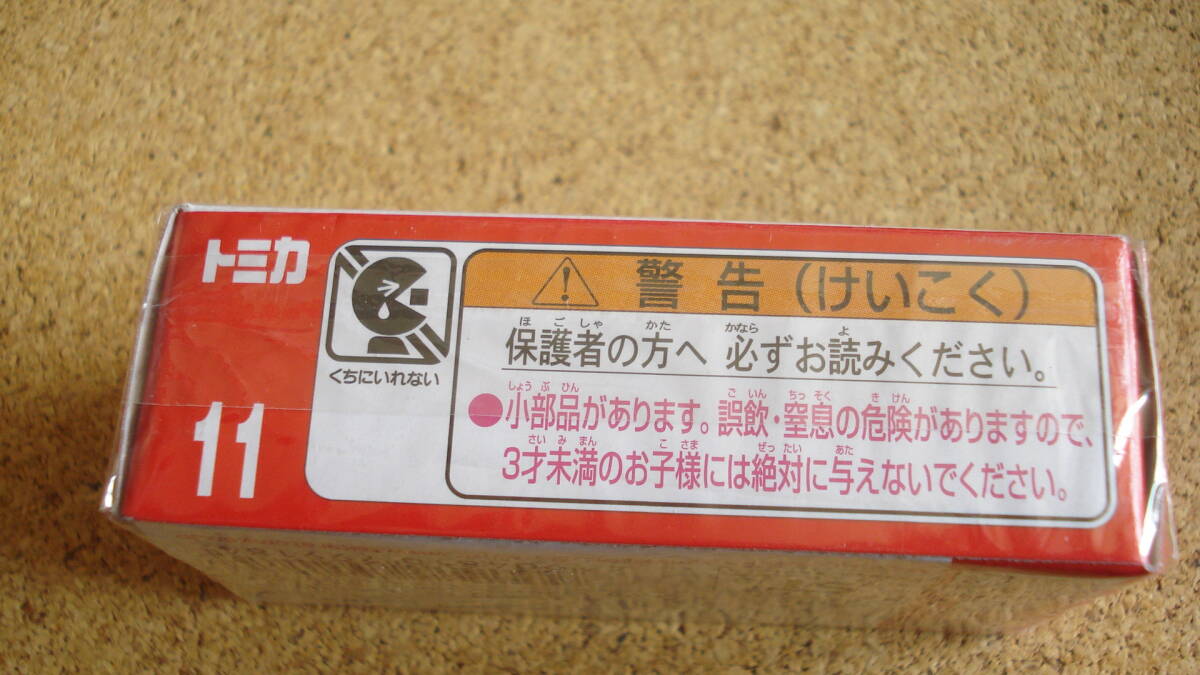 トミカ
11
くちにいれない
警告(けいこく)
ほごしゃ かた かなら よ
保護者の方へ 必ずお読みください。
しょうぶひん ごいん ちっそく きけん
●小部品があります。誤飲・窒息の危険がありますので、
さいみまん こさま ぜったい あた
3才未満のお子様には絶対に与えないでください。